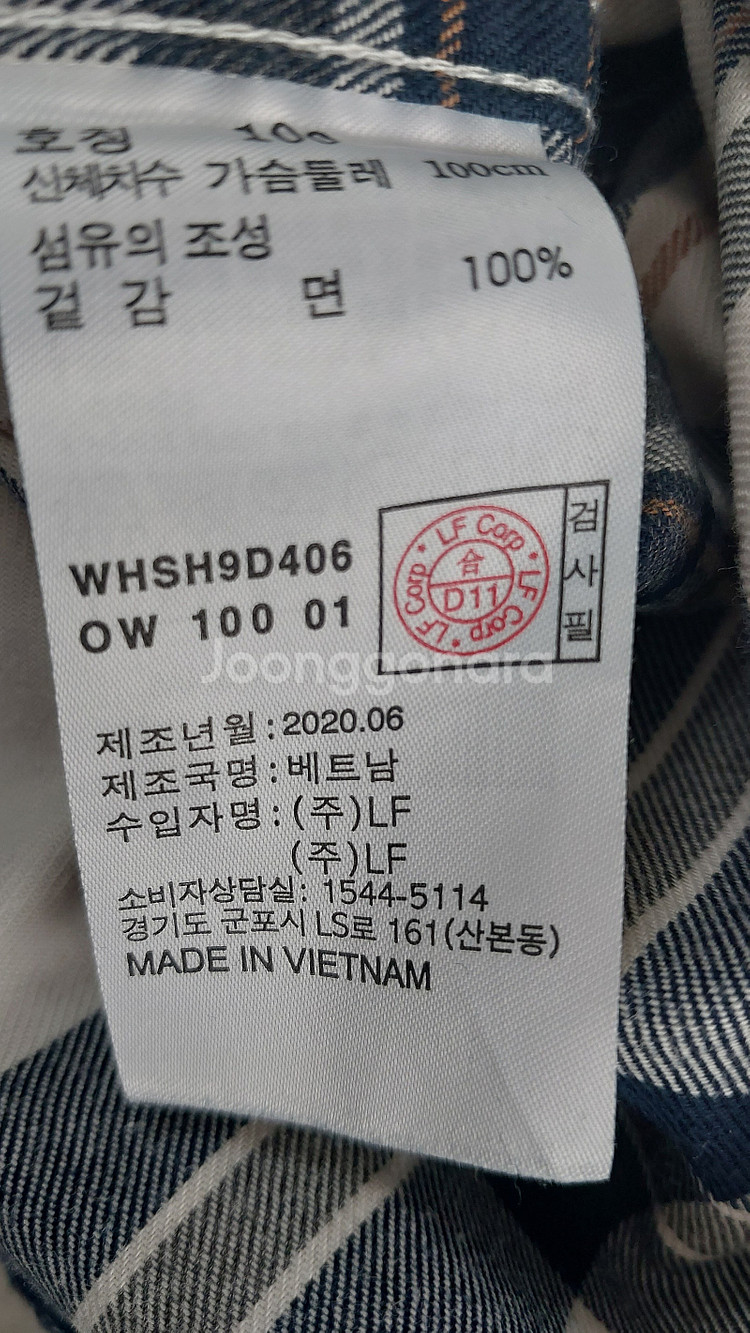 호칭 100
신체치수 가슴둘레 100cm
섬유의 조성
겉 감 면 100%
WHSH9D406
OW 100 01
LF Corp · LF Corp · LF Corp ·
合
D11
검
사
필
Joonggonara
제조년월:2020.06
제조국명:베트남
수입자명:(주)LF
(주)LF
소비자상담실: 1544-5114
경기도 군포시 LS로 161(산본동)
MADE IN VIETNAM